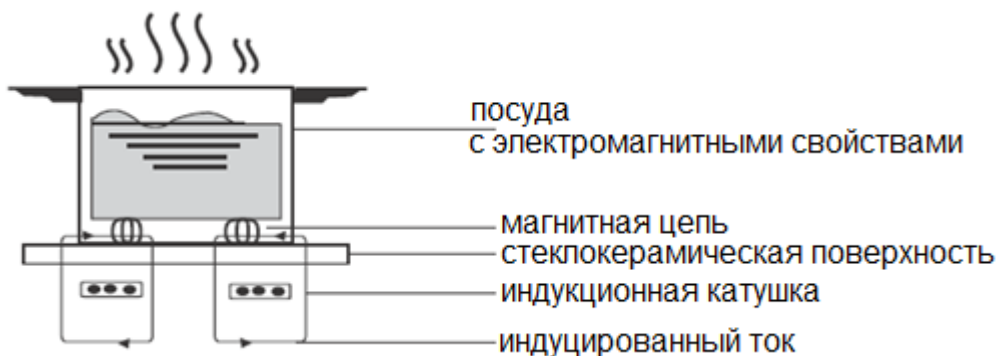 посуда
с электромагнитными свойствами
магнитная цепь
стеклокерамическая поверхность
индукционная катушка
индуцированный ток